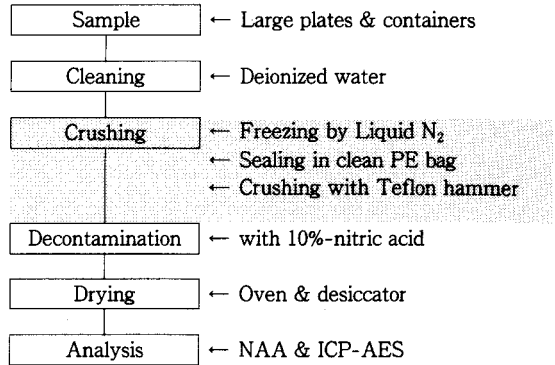 Sample ← Large plates & containers
Cleaning ← Deionized water
Crushing ← Freezing by Liquid N₂
← Sealing in clean PE bag
← Crushing with Teflon hammer
Decontamination ← with 10%-nitric acid
Drying ← Oven & desiccator
Analysis ← NAA & ICP-AES